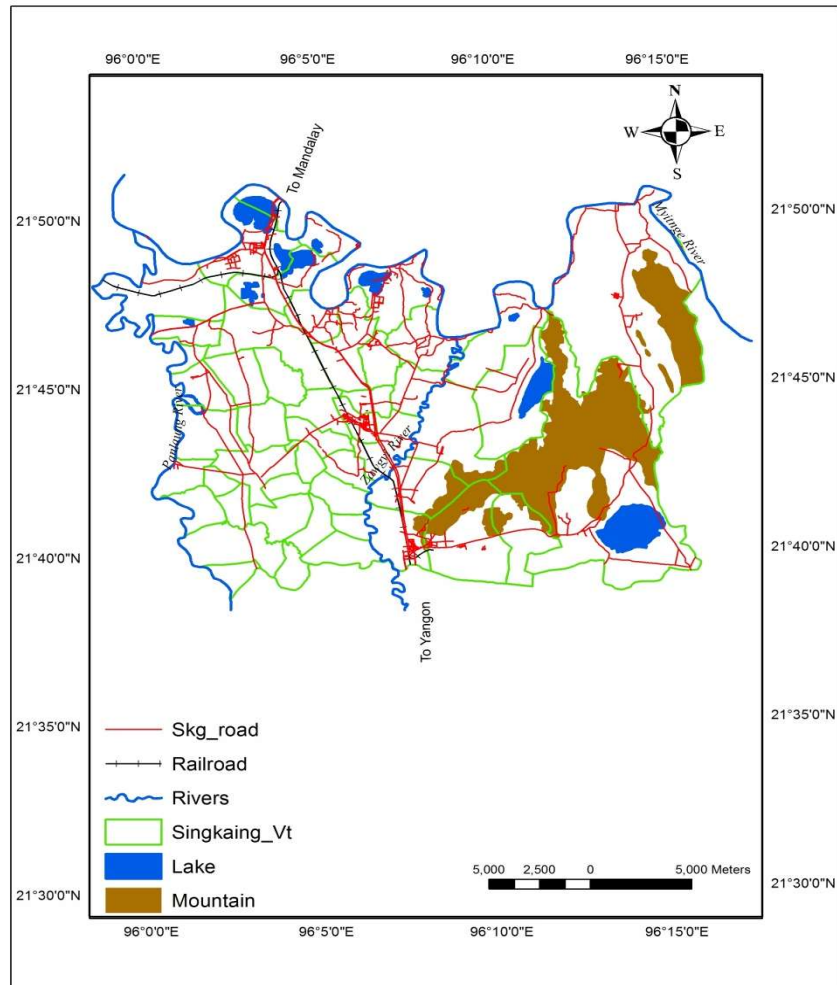 96°0'0"E 96°5'0"E 96°10'0"E 96°15'0"E
N
W E
S
To Mandalay
21°50'0"N 21°50'0"N
Myitnge River
21°45'0"N 21°45'0"N
Panlaung River
Zawgyi River
21°40'0"N 21°40'0"N
To Yangon
21°35'0"N 21°35'0"N
Skg_road
Railroad
Rivers
Singkaing_Vt
Lake
5,000 2,500 0 5,000 Meters
Mountain
21°30'0"N 21°30'0"N
96°0'0"E 96°5'0"E 96°10'0"E 96°15'0"E